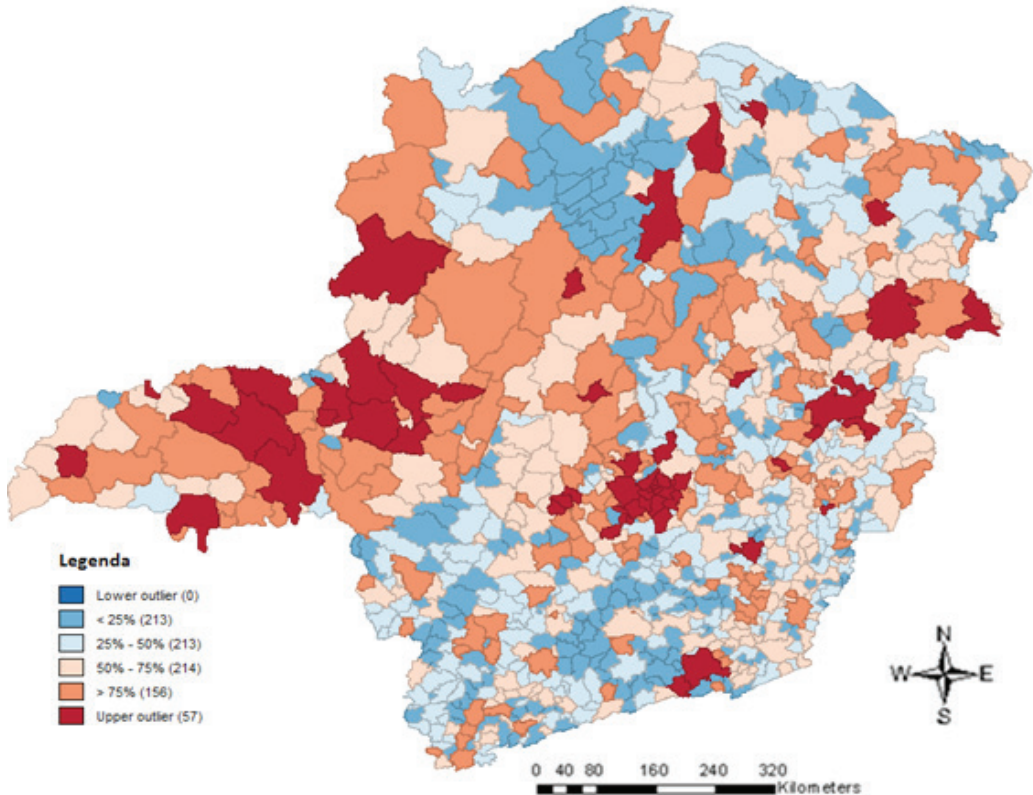 Legenda
Lower outlier (0)
< 25% (213)
25% - 50% (213)
50% - 75% (214)
> 75% (156)
Upper outlier (57)
N
W E
S
0 40 80 160 240 320
Kilometers